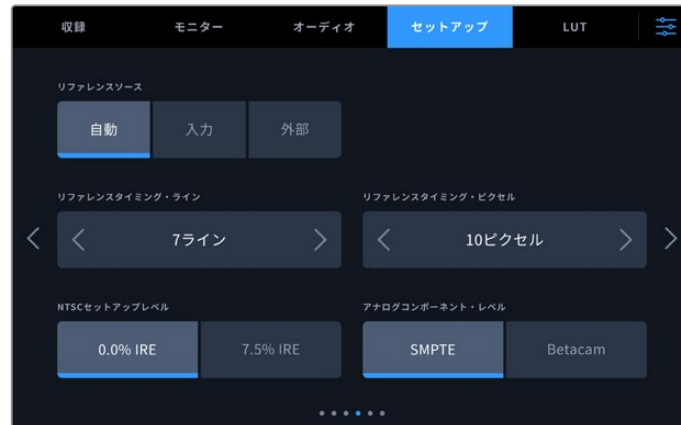 収録 モニター オーディオ セットアップ LUT
リファレンスソース
自動 入力 外部
リファレンスタイミング・ライン リファレンスタイミング・ピクセル
7ライン 10ピクセル
NTSCセットアップレベル アナログコンポーネント・レベル
0.0% IRE 7.5% IRE SMPTE Betacam